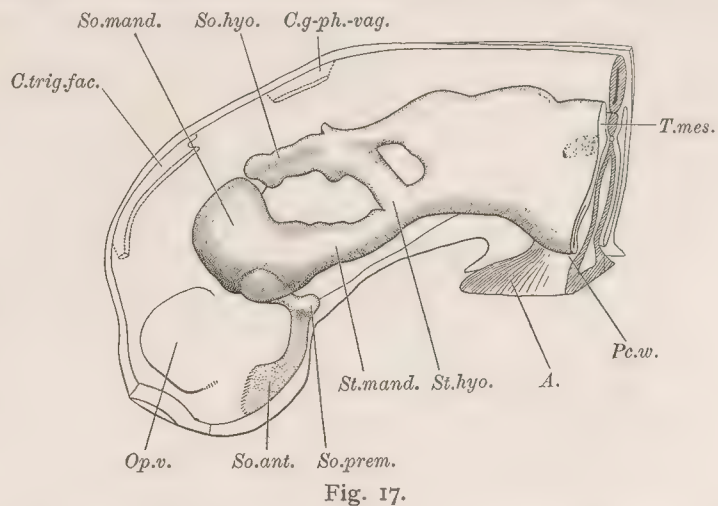 So.mand. So.hyo. C.g-ph.-vag.
C.trig.fac.
T.mes.
Pc.w.
St.mand. St.hyo. A.
Op.v. So.ant. So.prem.
Fig. 17.